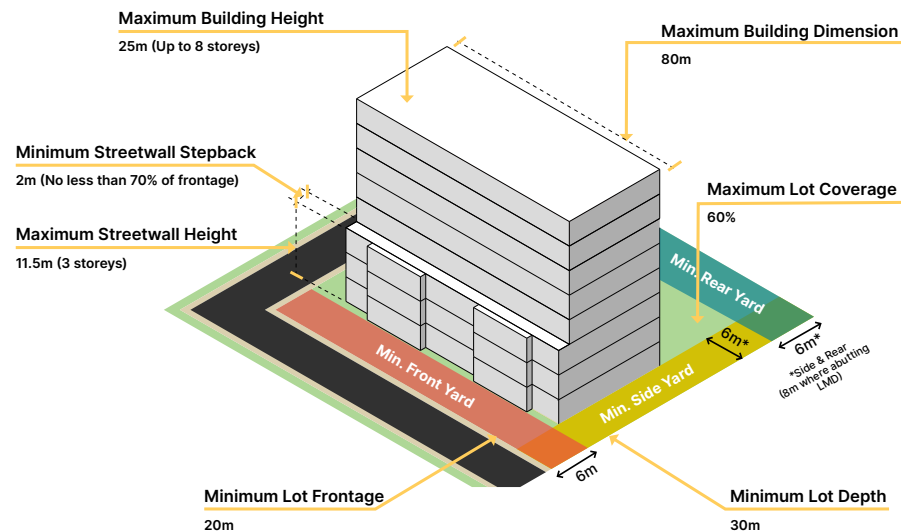 Maximum Building Height
25m (Up to 8 storeys)
Maximum Building Dimension
80m
Minimum Streetwall Stepback
2m (No less than 70% of frontage)
Maximum Lot Coverage
60%
Maximum Streetwall Height
11.5m (3 storeys)
Min. Rear Yard
6m*
6m*
*Side & Rear
(8m where abutting
LMD)
Min. Front Yard
Min. Side Yard
6m
Minimum Lot Frontage
20m
Minimum Lot Depth
30m